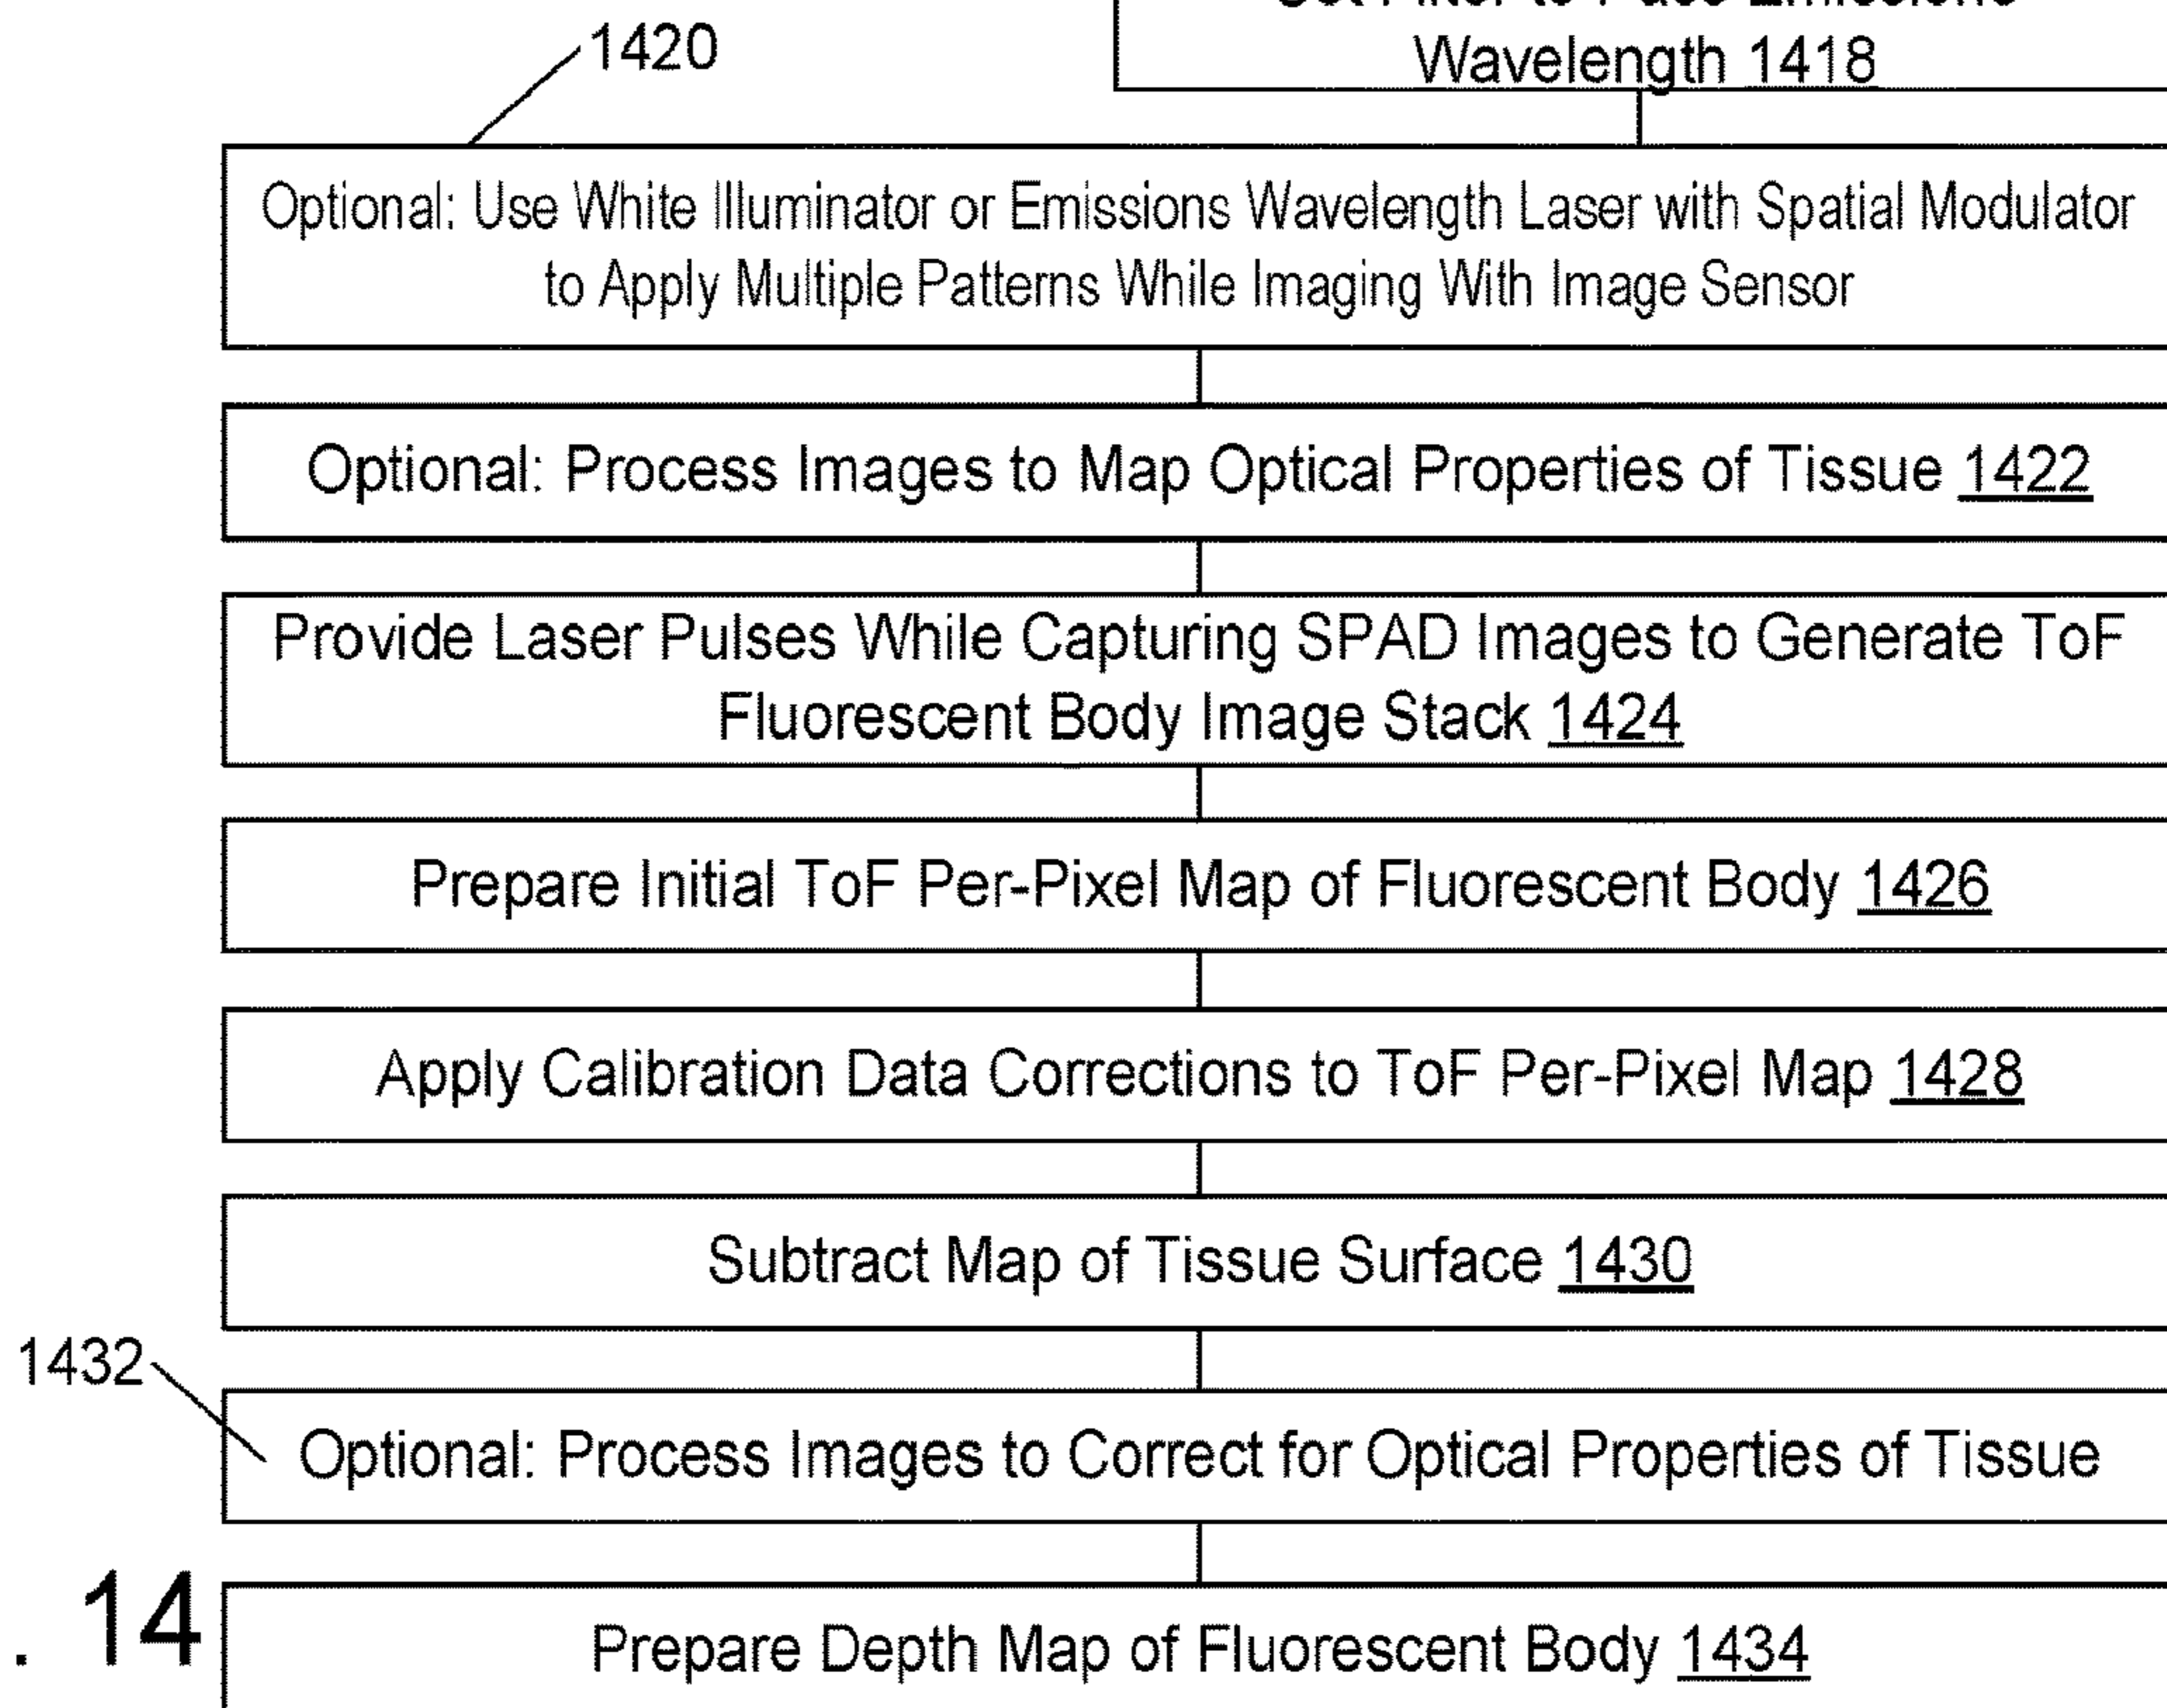 1420
Wavelength 1418
Optional: Use White Illuminator or Emissions Wavelength Laser with Spatial Modulator
to Apply Multiple Patterns While Imaging With Image Sensor
Optional: Process Images to Map Optical Properties of Tissue 1422
Provide Laser Pulses While Capturing SPAD Images to Generate ToF
Fluorescent Body Image Stack 1424
Prepare Initial ToF Per-Pixel Map of Fluorescent Body 1426
Apply Calibration Data Corrections to ToF Per-Pixel Map 1428
Subtract Map of Tissue Surface 1430
1432
Optional: Process Images to Correct for Optical Properties of Tissue
. 14
Prepare Depth Map of Fluorescent Body 1434